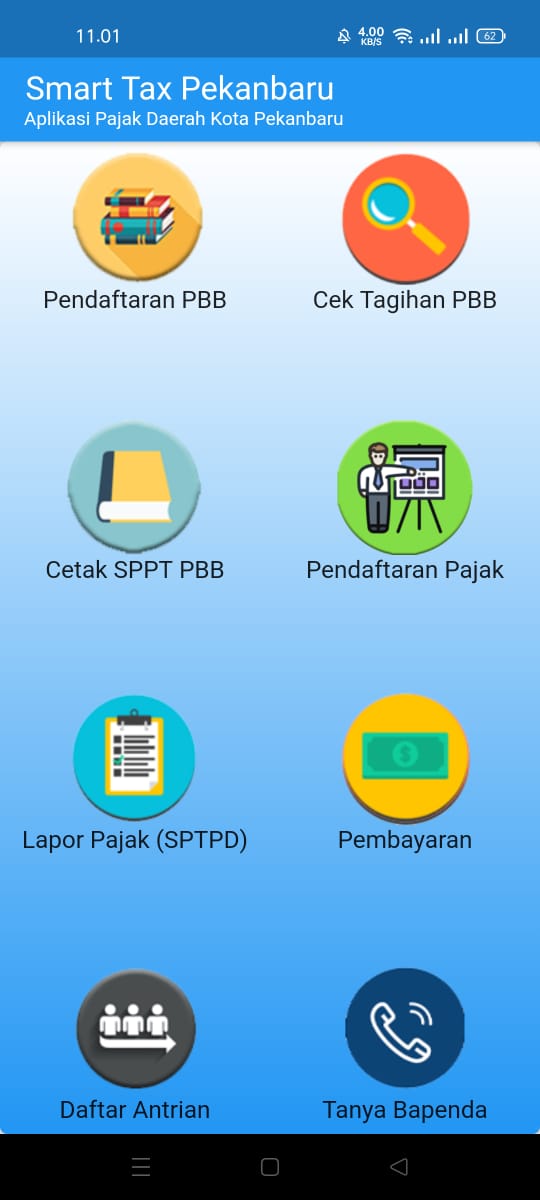 11.01
4.00
KB/S
62
Smart Tax Pekanbaru
Aplikasi Pajak Daerah Kota Pekanbaru
Pendaftaran PBB
Cek Tagihan PBB
Cetak SPPT PBB
Pendaftaran Pajak
Lapor Pajak (SPTPD)
Pembayaran
Daftar Antrian
Tanya Bapenda